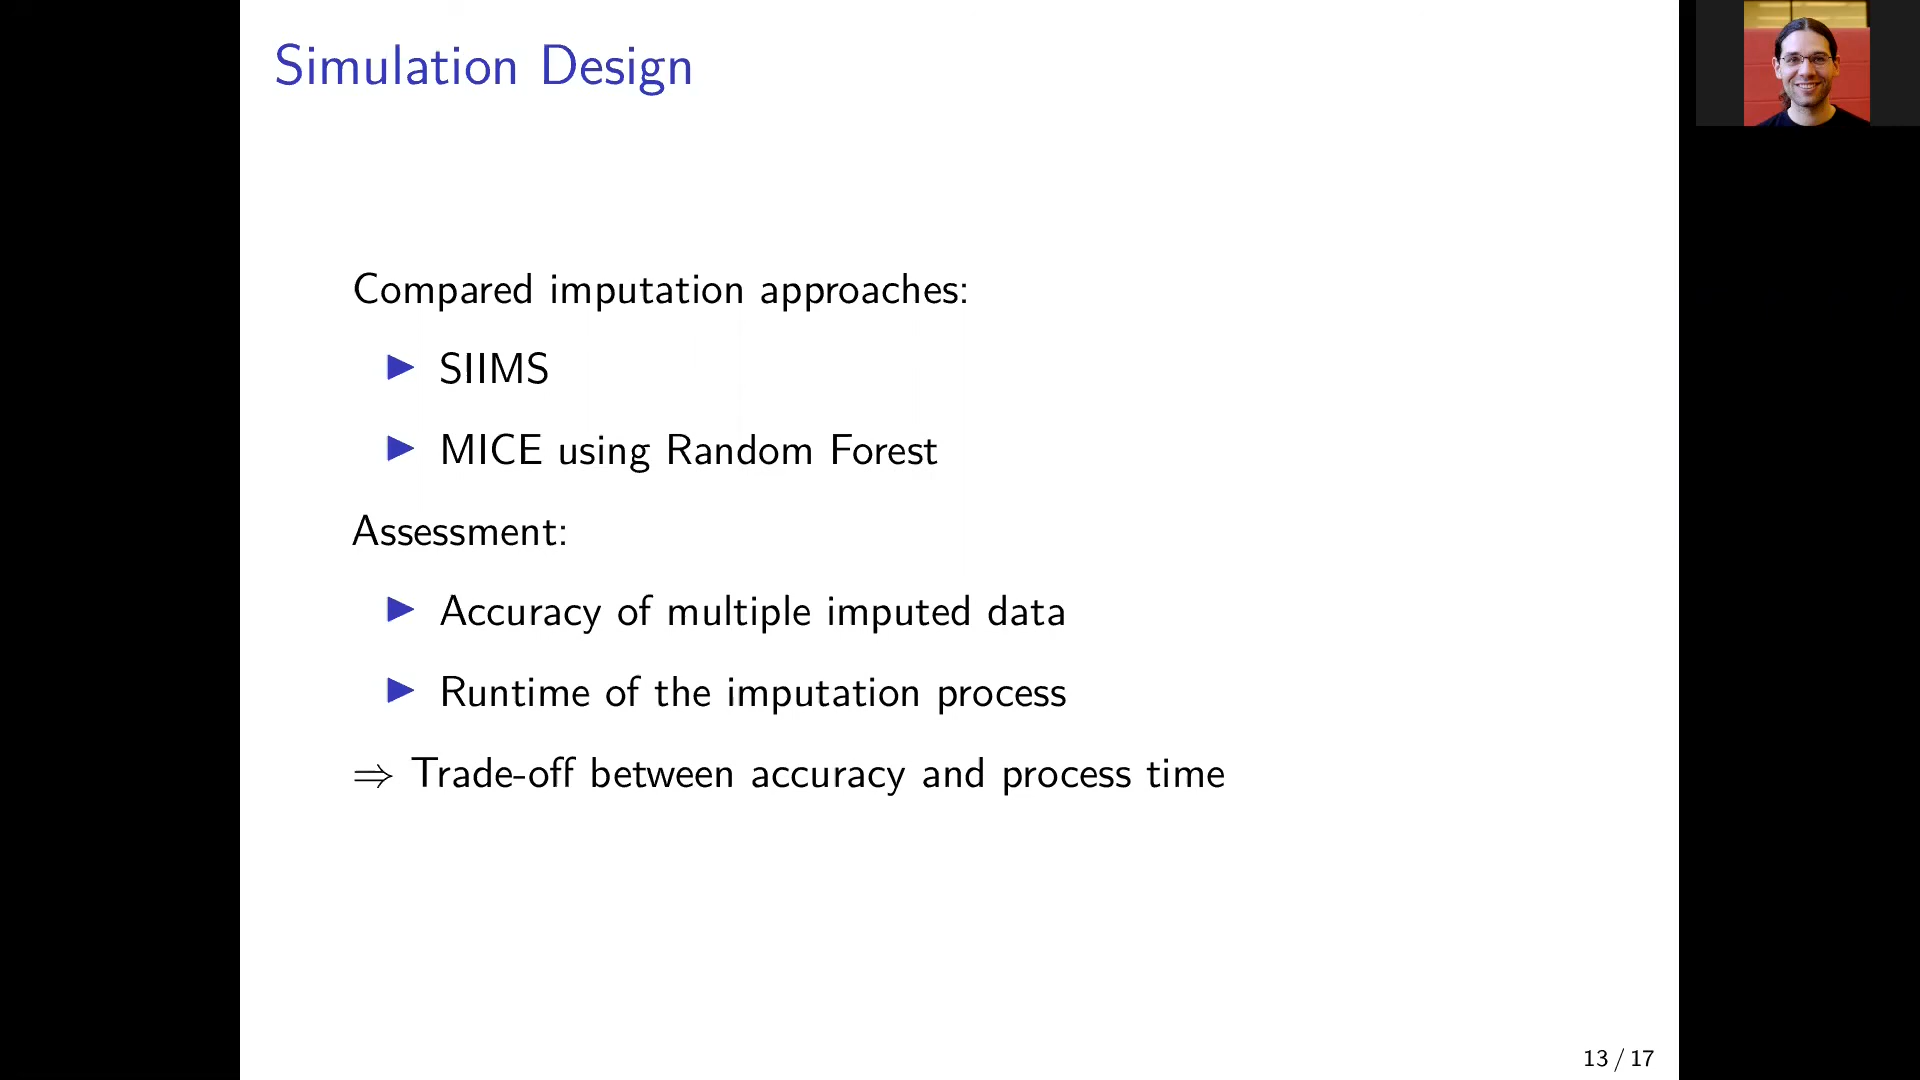 Simulation Design
Compared imputation approaches:
▶ SIIMS
▶ MICE using Random Forest
Assessment:
▶ Accuracy of multiple imputed data
▶ Runtime of the imputation process
⇒ Trade-off between accuracy and process time
13 / 17